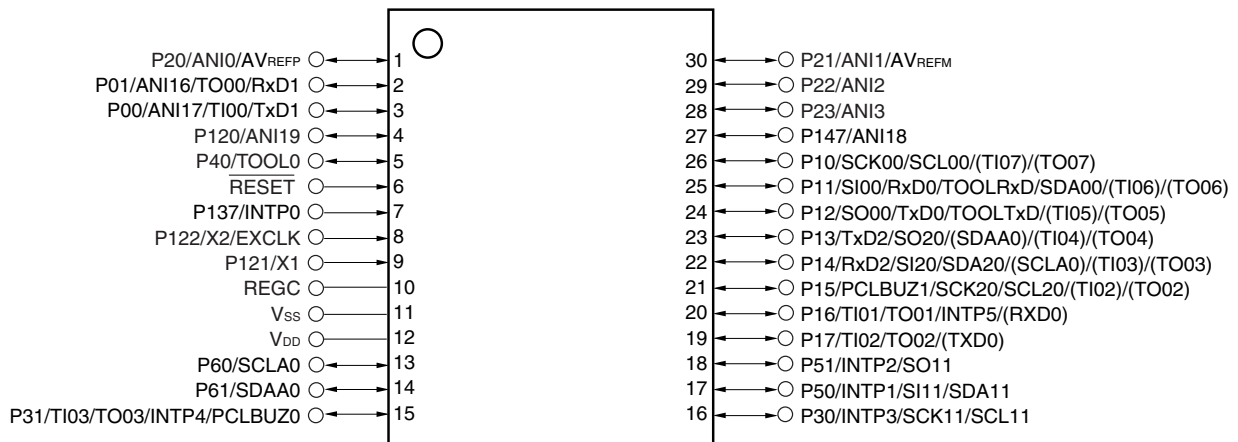 P20/ANI0/AVREFP 1 30 P21/ANI1/AVREFM
P01/ANI16/TO00/RxD1 2 29 P22/ANI2
P00/ANI17/TI00/TxD1 3 28 P23/ANI3
P120/ANI19 4 27 P147/ANI18
P40/TOOL0 5 26 P10/SCK00/SCL00/(TI07)/(TO07)
RESET 6 25 P11/SI00/RxD0/TOOLRxD/SDA00/(TI06)/(TO06)
P137/INTP0 7 24 P12/SO00/TxD0/TOOLTxD/(TI05)/(TO05)
P122/X2/EXCLK 8 23 P13/TxD2/SO20/(SDAA0)/(TI04)/(TO04)
P121/X1 9 22 P14/RxD2/SI20/SDA20/(SCLA0)/(TI03)/(TO03)
REGC 10 21 P15/PCLBUZ1/SCK20/SCL20/(TI02)/(TO02)
VSS 11 20 P16/TI01/TO01/INTP5/(RXD0)
VDD 12 19 P17/TI02/TO02/(TXD0)
P60/SCLA0 13 18 P51/INTP2/SO11
P61/SDAA0 14 17 P50/INTP1/SI11/SDA11
P31/TI03/TO03/INTP4/PCLBUZ0 15 16 P30/INTP3/SCK11/SCL11